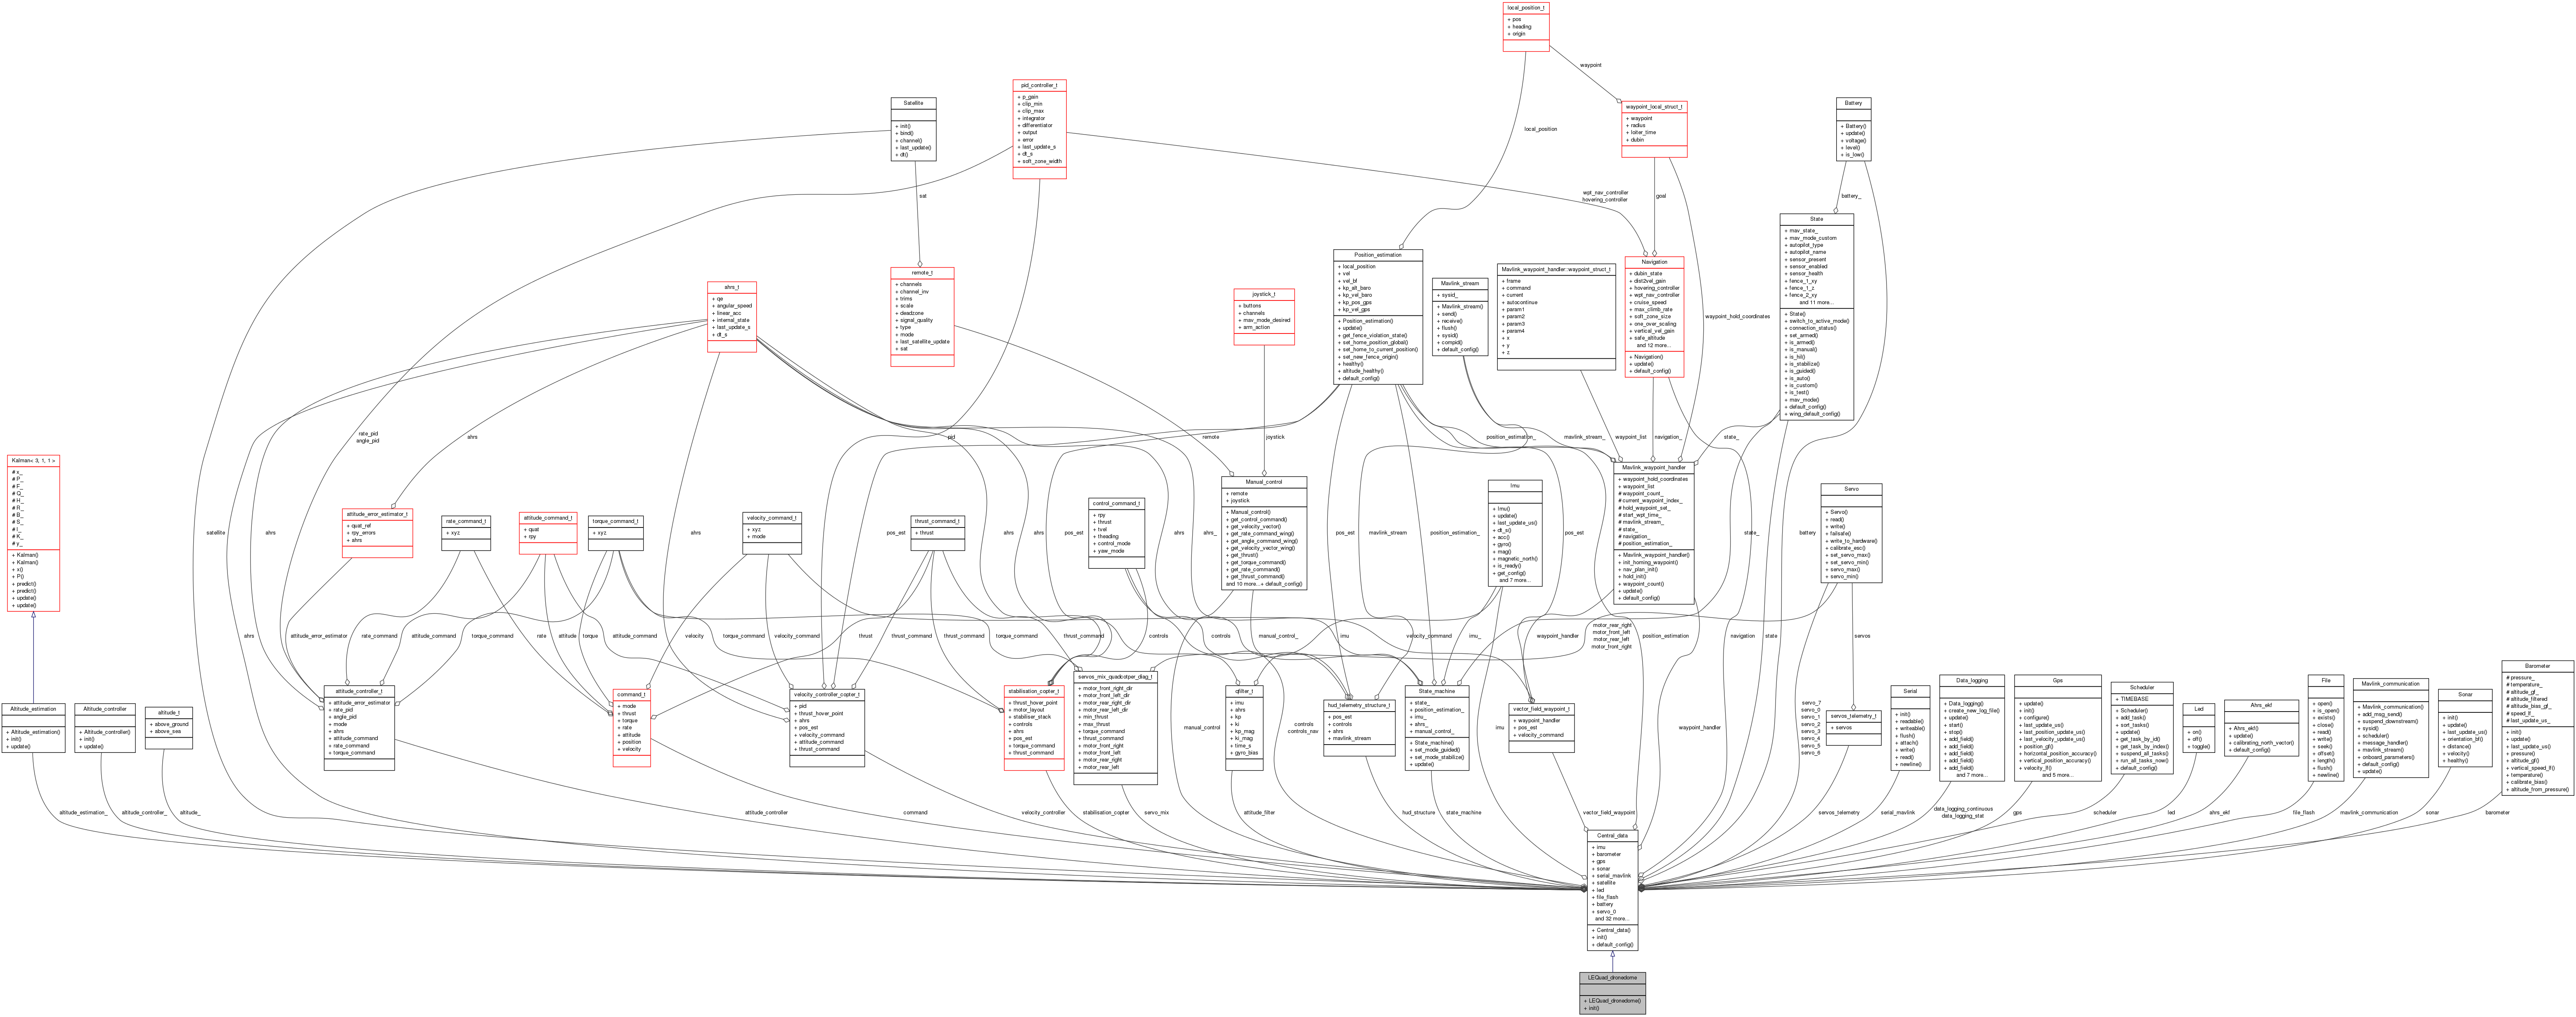 local_position_t
+ pos
+ heading
+ origin
waypoint
local_position
pid_controller_t
+ p_gain
+ clip_min
+ clip_max
+ integrator
+ differentiator
+ output
+ error
+ last_update_s
+ dt_s
+ soft_zone_width
Satellite
+ init()
+ bind()
+ channel()
+ last_update()
+ dt()
waypoint_local_struct_t
+ waypoint
+ radius
+ loiter_time
+ dubin
Battery
+ Battery()
+ update()
+ voltage()
+ level()
+ is_low()
sat
wpt_nav_controller
hovering_controller
goal
battery_
State
+ mav_state_
+ mav_mode_custom
+ autopilot_type
+ autopilot_name
+ sensor_present
+ sensor_enabled
+ sensor_health
+ fence_1_xy
+ fence_1_z
+ fence_2_xy
and 11 more...
+ State()
+ switch_to_active_mode()
+ connection_status()
+ set_armed()
+ is_armed()
+ is_manual()
+ is_hil()
+ is_stabilize()
+ is_guided()
+ is_auto()
+ is_custom()
+ is_test()
+ mav_mode()
+ default_config()
+ wing_default_config()
Position_estimation
+ local_position
+ vel
+ vel_bf
+ kp_alt_baro
+ kp_vel_baro
+ kp_pos_gps
+ kp_vel_gps
+ Position_estimation()
+ update()
+ get_fence_violation_state()
+ set_home_position_global()
+ set_home_to_current_position()
+ set_new_fence_origin()
+ healthy()
+ altitude_healthy()
+ default_config()
Mavlink_stream
+ sysid_
+ Mavlink_stream()
+ send()
+ receive()
+ flush()
+ sysid()
+ compid()
+ default_config()
Mavlink_waypoint_handler::waypoint_struct_t
+ frame
+ command
+ current
+ autocontinue
+ param1
+ param2
+ param3
+ param4
+ x
+ y
+ z
Navigation
+ dubin_state
+ dist2vel_gain
+ hovering_controller
+ wpt_nav_controller
+ cruise_speed
+ max_climb_rate
+ soft_zone_size
+ one_over_scaling
+ vertical_vel_gain
+ safe_altitude
and 12 more...
+ Navigation()
+ update()
+ default_config()
waypoint_hold_coordinates
remote_t
+ channels
+ channel_inv
+ trims
+ scale
+ deadzone
+ signal_quality
+ type
+ mode
+ last_satellite_update
+ sat
ahrs_t
+ qe
+ angular_speed
+ linear_acc
+ internal_state
+ last_update_s
+ dt_s
joystick_t
+ buttons
+ channels
+ mav_mode_desired
+ arm_action
rate_pid
angle_pid
ahrs
pid
remote
joystick
position_estimation_
mavlink_stream_
waypoint_list
navigation_
state_
Kalman< 3, 1, 1 >
# x_
# P_
# F_
# Q_
# H_
# R_
# B_
# S_
# I_
# K_
# y_
+ Kalman()
+ Kalman()
+ x()
+ P()
+ predict()
+ predict()
+ update()
+ update()
Manual_control
+ remote
+ joystick
+ Manual_control()
+ get_control_command()
+ get_velocity_vector()
+ get_rate_command_wing()
+ get_angle_command_wing()
+ get_velocity_vector_wing()
+ get_thrust()
+ get_torque_command()
+ get_rate_command()
+ get_thrust_command()
and 10 more...+ default_config()
Mavlink_waypoint_handler
+ waypoint_hold_coordinates
+ waypoint_list
# waypoint_count_
# current_waypoint_index_
# hold_waypoint_set_
# start_wpt_time_
# mavlink_stream_
# state_
# navigation_
# position_estimation_
+ Mavlink_waypoint_handler()
+ init_homing_waypoint()
+ nav_plan_init()
+ hold_init()
+ waypoint_count()
+ update()
+ default_config()
Imu
+ Imu()
+ update()
+ last_update_us()
+ dt_s()
+ acc()
+ gyro()
+ mag()
+ magnetic_north()
+ is_ready()
+ get_config()
and 7 more...
Servo
+ Servo()
+ read()
+ write()
+ failsafe()
+ write_to_hardware()
+ calibrate_esc()
+ set_servo_max()
+ set_servo_min()
+ servo_max()
+ servo_min()
control_command_t
+ rpy
+ thrust
+ tvel
+ theading
+ control_mode
+ yaw_mode
attitude_error_estimator_t
+ quat_ref
+ rpy_errors
+ ahrs
rate_command_t
+ xyz
attitude_command_t
+ quat
+ rpy
torque_command_t
+ xyz
velocity_command_t
+ xyz
+ mode
thrust_command_t
+ thrust
satellite
ahrs
ahrs
pos_est
ahrs
ahrs
pos_est
ahrs
ahrs_
pos_est
mavlink_stream
position_estimation_
pos_est
state_
battery
ahrs
attitude_error_estimator
rate_command
attitude_command
torque_command
rate
attitude
torque
attitude_command
velocity
torque_command
velocity_command
thrust
thrust_command
thrust_command
torque_command
thrust_command
controls
controls
manual_control_
imu
velocity_command
imu_
waypoint_handler
motor_rear_right
motor_front_left
motor_rear_left
motor_front_right
position_estimation
navigation
state
servos
Altitude_estimation
+ Altitude_estimation()
+ init()
+ update()
Altitude_controller
+ Altitude_controller()
+ init()
+ update()
altitude_t
+ above_ground
+ above_sea
attitude_controller_t
+ attitude_error_estimator
+ rate_pid
+ angle_pid
+ mode
+ ahrs
+ attitude_command
+ rate_command
+ torque_command
command_t
+ mode
+ thrust
+ torque
+ rate
+ attitude
+ position
+ velocity
velocity_controller_copter_t
+ pid
+ thrust_hover_point
+ ahrs
+ pos_est
+ velocity_command
+ attitude_command
+ thrust_command
stabilisation_copter_t
+ thrust_hover_point
+ motor_layout
+ stabiliser_stack
+ controls
+ ahrs
+ pos_est
+ torque_command
+ thrust_command
servos_mix_quadcotper_diag_t
+ motor_front_right_dir
+ motor_front_left_dir
+ motor_rear_right_dir
+ motor_rear_left_dir
+ min_thrust
+ max_thrust
+ torque_command
+ thrust_command
+ motor_front_right
+ motor_front_left
+ motor_rear_right
+ motor_rear_left
manual_control
qfilter_t
+ imu
+ ahrs
+ kp
+ ki
+ kp_mag
+ ki_mag
+ time_s
+ gyro_bias
controls
controls_nav
hud_telemetry_structure_t
+ pos_est
+ controls
+ ahrs
+ mavlink_stream
State_machine
+ state_
+ position_estimation_
+ imu_
+ ahrs_
+ manual_control_
+ State_machine()
+ set_mode_guided()
+ set_mode_stabilize()
+ update()
imu
vector_field_waypoint_t
+ waypoint_handler
+ pos_est
+ velocity_command
waypoint_handler
servo_7
servo_0
servo_1
servo_2
servo_3
servo_4
servo_5
servo_6
servos_telemetry_t
+ servos
Serial
+ init()
+ readable()
+ writeable()
+ flush()
+ attach()
+ write()
+ read()
+ newline()
Data_logging
+ Data_logging()
+ create_new_log_file()
+ update()
+ start()
+ stop()
+ add_field()
+ add_field()
+ add_field()
+ add_field()
+ add_field()
and 7 more...
Gps
+ update()
+ init()
+ configure()
+ last_update_us()
+ last_position_update_us()
+ last_velocity_update_us()
+ position_gf()
+ horizontal_position_accuracy()
+ vertical_position_accuracy()
+ velocity_lf()
and 5 more...
Scheduler
+ TIMEBASE
+ Scheduler()
+ add_task()
+ sort_tasks()
+ update()
+ get_task_by_id()
+ get_task_by_index()
+ suspend_all_tasks()
+ run_all_tasks_now()
+ default_config()
Led
+ on()
+ off()
+ toggle()
Ahrs_ekf
+ Ahrs_ekf()
+ update()
+ calibrating_north_vector()
+ default_config()
File
+ open()
+ is_open()
+ exists()
+ close()
+ read()
+ write()
+ seek()
+ offset()
+ length()
+ flush()
+ newline()
Mavlink_communication
+ Mavlink_communication()
+ add_msg_send()
+ suspend_downstream()
+ sysid()
+ scheduler()
+ message_handler()
+ mavlink_stream()
+ onboard_parameters()
+ default_config()
+ update()
Sonar
+ init()
+ update()
+ last_update_us()
+ orientation_bf()
+ distance()
+ velocity()
+ healthy()
Barometer
# pressure_
# temperature_
# altitude_gf_
# altitude_filtered
# altitude_bias_gf_
# speed_lf_
# last_update_us_
+ init()
+ update()
+ last_update_us()
+ pressure()
+ altitude_gf()
+ vertical_speed_lf()
+ temperature()
+ calibrate_bias()
+ altitude_from_pressure()
altitude_estimation_
altitude_controller_
altitude_
attitude_controller
command
velocity_controller
stabilisation_copter
servo_mix
attitude_filter
hud_structure
state_machine
vector_field_waypoint
servos_telemetry
serial_mavlink
data_logging_continuous
data_logging_stat
gps
scheduler
led
ahrs_ekf
file_flash
mavlink_communication
sonar
barometer
Central_data
+ imu
+ barometer
+ gps
+ sonar
+ serial_mavlink
+ satellite
+ led
+ file_flash
+ battery
+ servo_0
and 32 more...
+ Central_data()
+ init()
+ default_config()
LEQuad_dronedome
+ LEQuad_dronedome()
+ init()